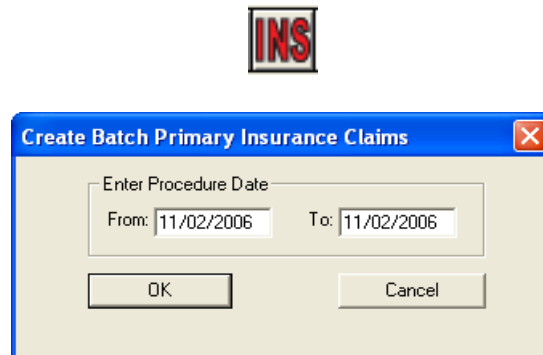 INS
Create Batch Primary Insurance Claims
Enter Procedure Date
From: 11/02/2006 To: 11/02/2006
OK Cancel